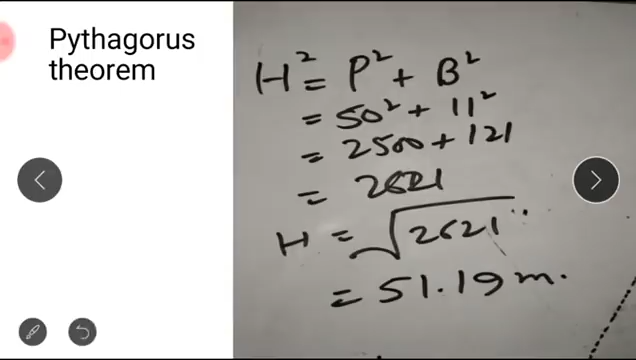 Pythagorus
theorem
H² = P² + B²
= 50² + 11²
= 2500 + 121
= 2621
H = √2621
= 51.19 m.